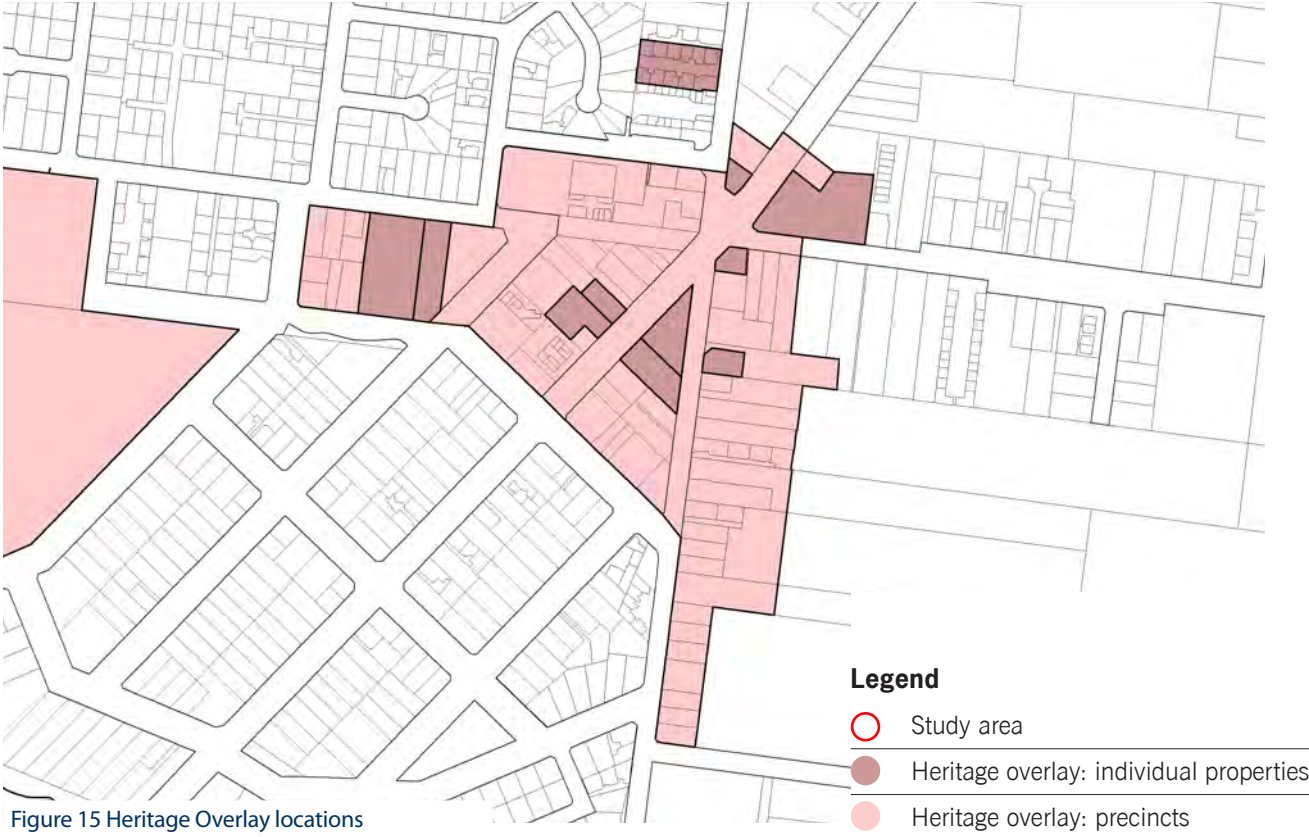 Legend
Study area
Heritage overlay: individual properties
Heritage overlay: precincts
Figure 15 Heritage Overlay locations